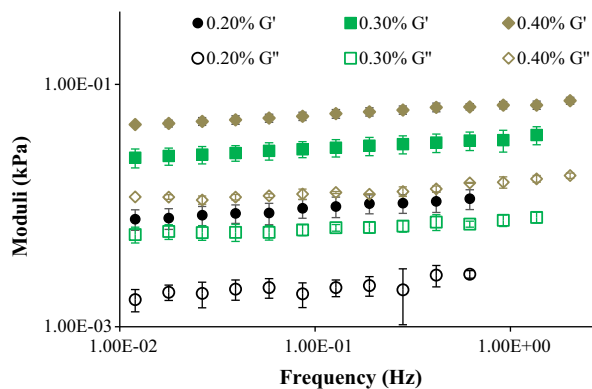 0.20% G' 0.30% G' 0.40% G'
0.20% G" 0.30% G" 0.40% G"
1.00E-01
Moduli (kPa)
1.00E-03
1.00E-02 1.00E-01 1.00E+00
Frequency (Hz)